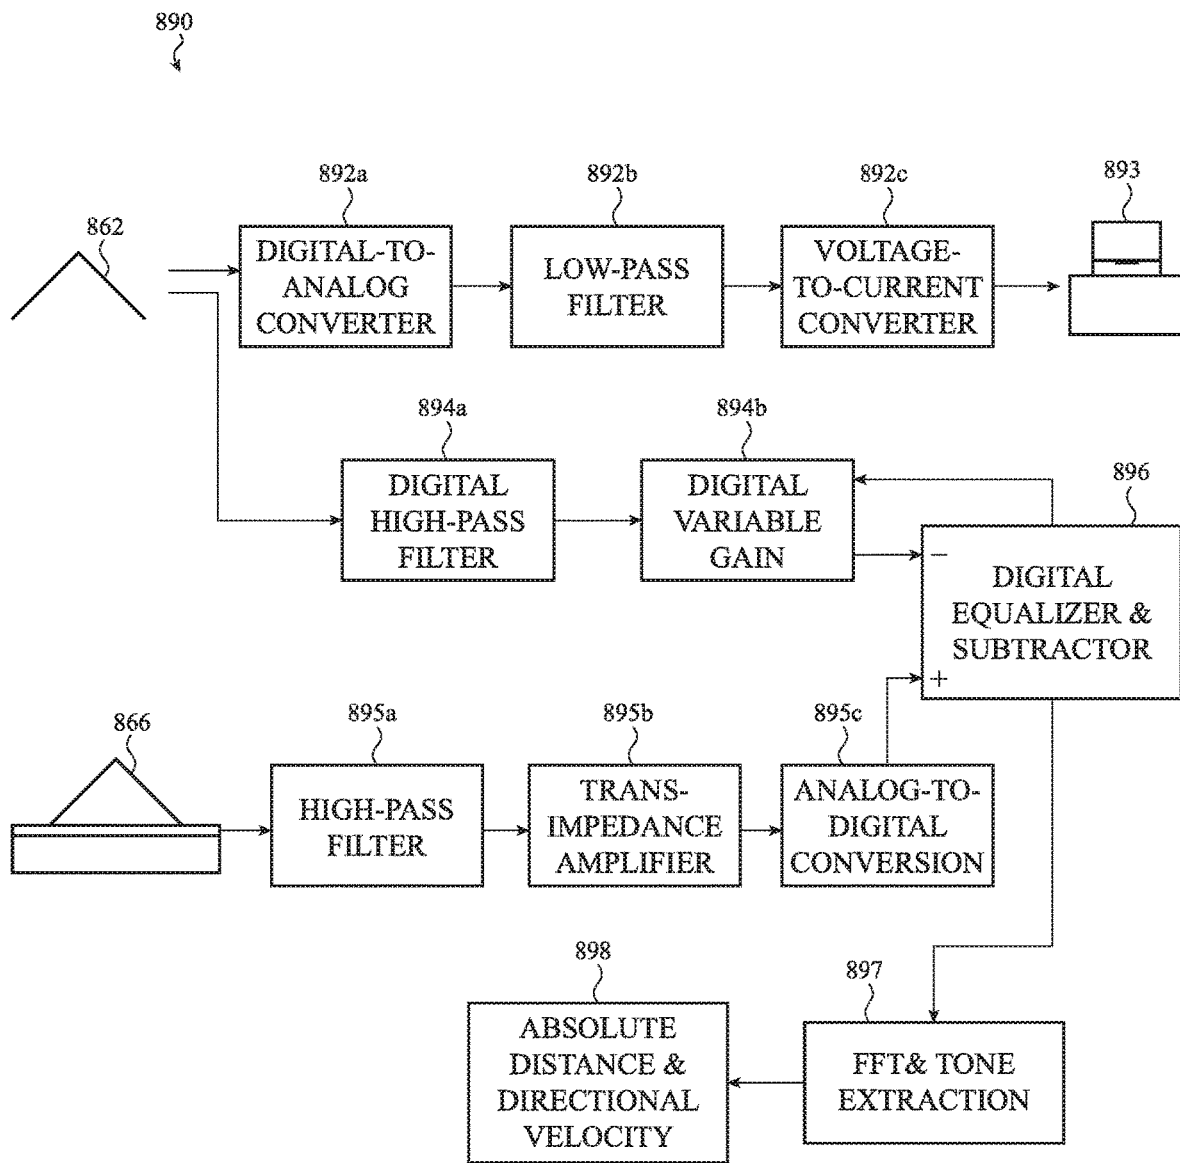 890
892a
892b
892c
893
862
DIGITAL-TO-
ANALOG
CONVERTER
LOW-PASS
FILTER
VOLTAGE-
TO-CURRENT
CONVERTER
894a
894b
896
DIGITAL
HIGH-PASS
FILTER
DIGITAL
VARIABLE
GAIN
−
+
DIGITAL
EQUALIZER &
SUBTRACTOR
866
895a
895b
895c
HIGH-PASS
FILTER
TRANS-
IMPEDANCE
AMPLIFIER
ANALOG-TO-
DIGITAL
CONVERSION
898
897
ABSOLUTE
DISTANCE &
DIRECTIONAL
VELOCITY
FFT& TONE
EXTRACTION